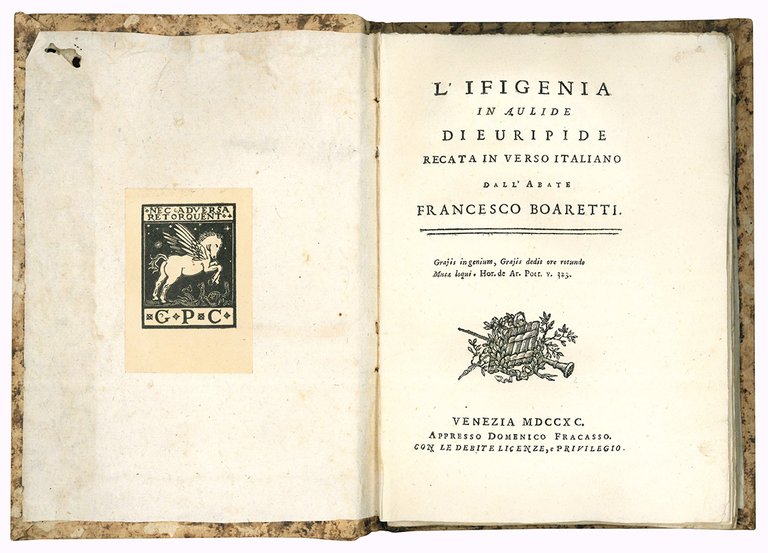 NEC ADVERSA
RETORQUENT
G P C
L' IFIGENIA
IN AULIDE
DI EURIPIDE
RECATA IN VERSO ITALIANO
DALL' ABATE
FRANCESCO BOARETTI.
Grajis ingenium, Grajis dedit ore rotundo
Musa loqui. Hor. de Ar. Poet. v. 323.
VENEZIA MDCCXC.
APPRESSO DOMENICO FRACASSO.
CON LE DEBITE LICENZE, e PRIVILEGIO.